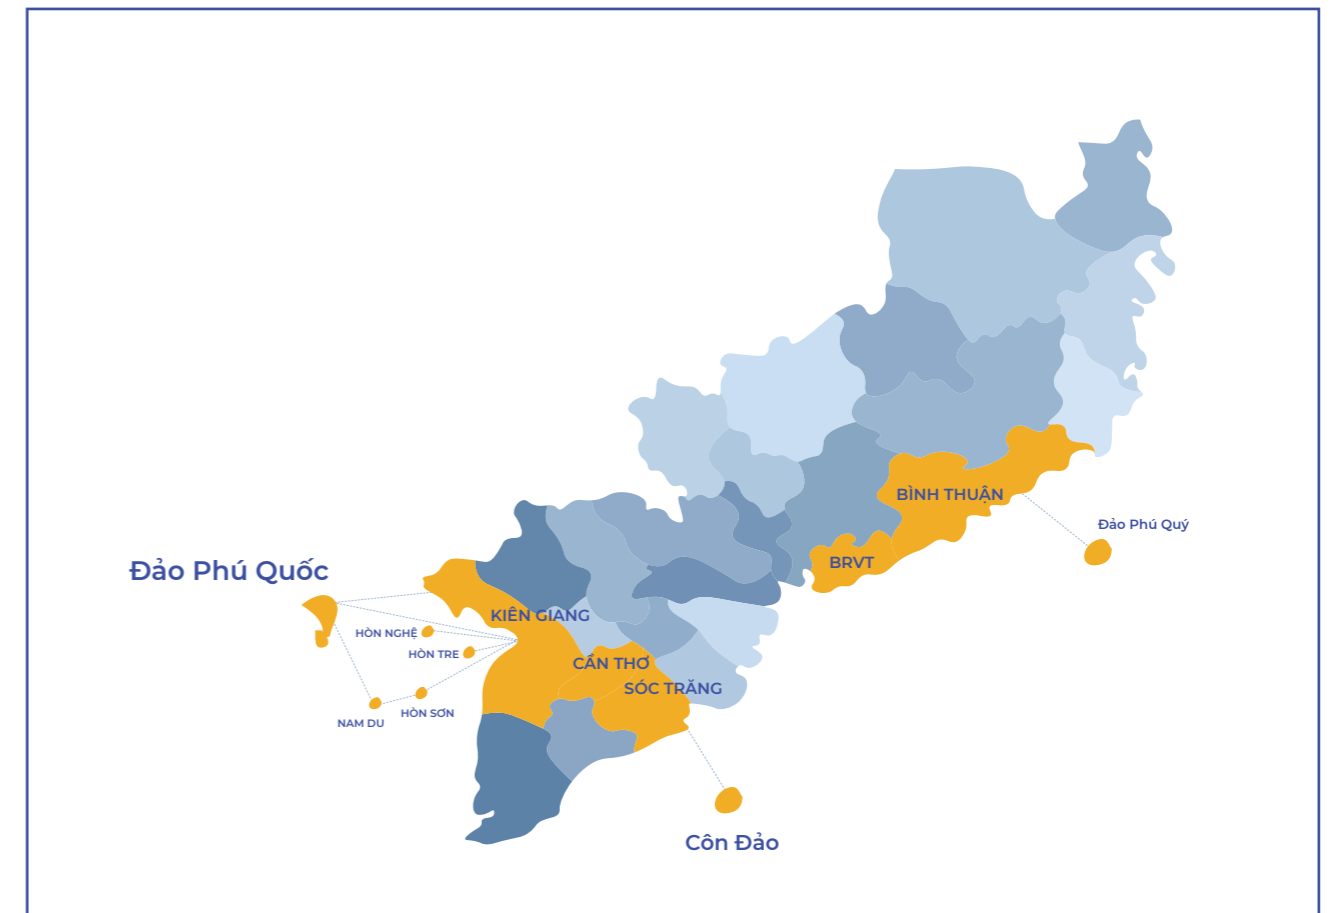 BÌNH THUẬN
Đảo Phú Quý
BRVT
Đảo Phú Quốc
KIÊN GIANG
HÒN NGHỆ
HÒN TRE
CẦN THƠ
SÓC TRĂNG
HÒN SƠN
NAM DU
Côn Đảo